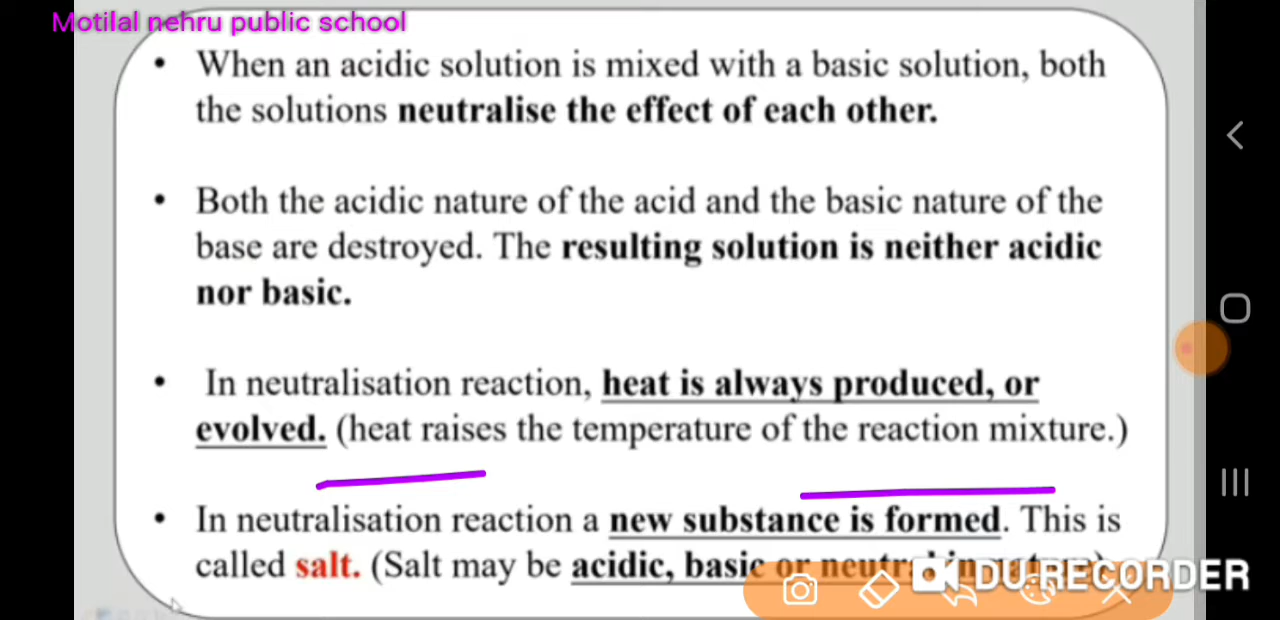 Motilal nehru public school
• When an acidic solution is mixed with a basic solution, both
the solutions neutralise the effect of each other.
• Both the acidic nature of the acid and the basic nature of the
base are destroyed. The resulting solution is neither acidic
nor basic.
• In neutralisation reaction, heat is always produced, or
evolved. (heat raises the temperature of the reaction mixture.)
• In neutralisation reaction a new substance is formed. This is
called salt. (Salt may be acidic, basic or neutral in
DU RECORDER